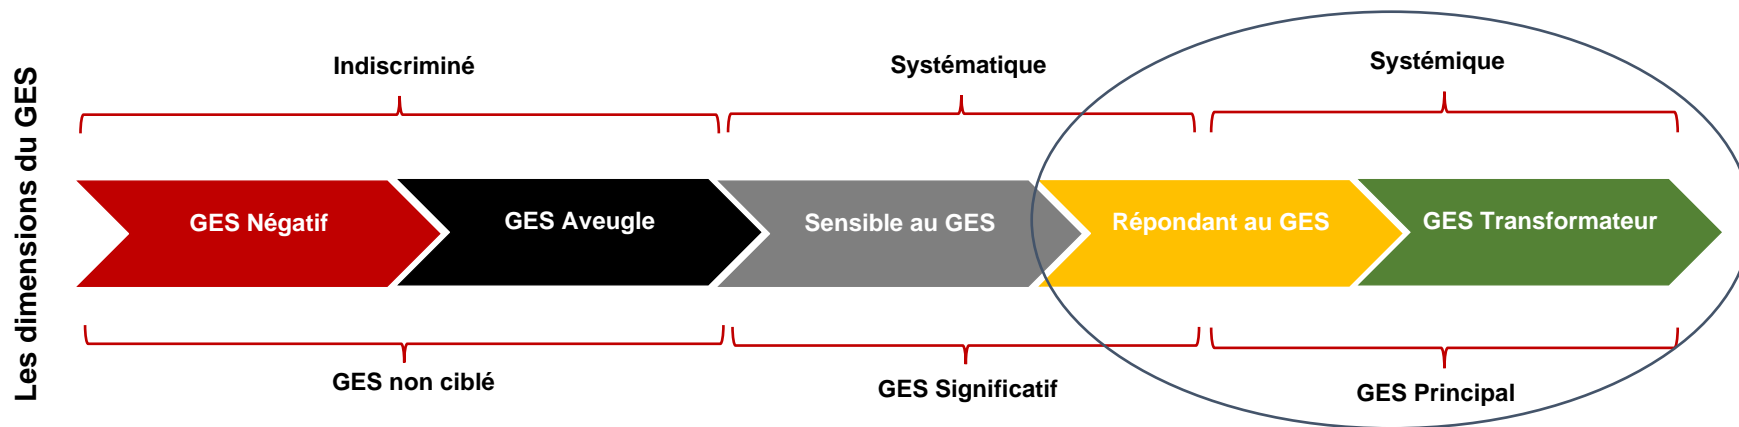 Les dimensions du GES
Indiscriminé
Systématique
Systémique
GES Négatif
GES Aveugle
Sensible au GES
Répondant au GES
GES Transformateur
GES non ciblé
GES Significatif
GES Principal